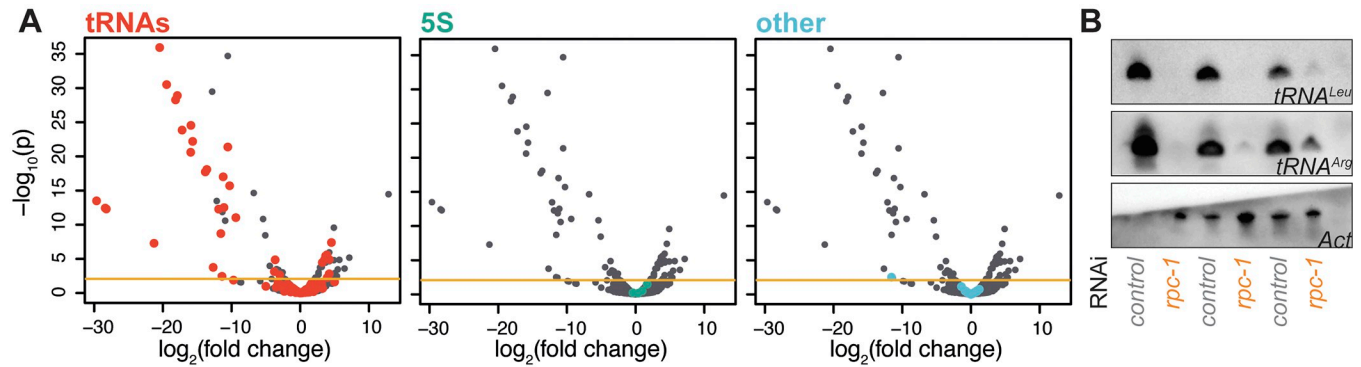 A
tRNAs
5S
other
B
−log10(p)
35
30
25
20
15
10
5
0
−30
−20
−10
0
10
−30
−20
−10
0
10
−30
−20
−10
0
10
log2(fold change)
log2(fold change)
log2(fold change)
tRNALeu
tRNAArg
Act
RNAi
control
rpc-1
control
rpc-1
control
rpc-1